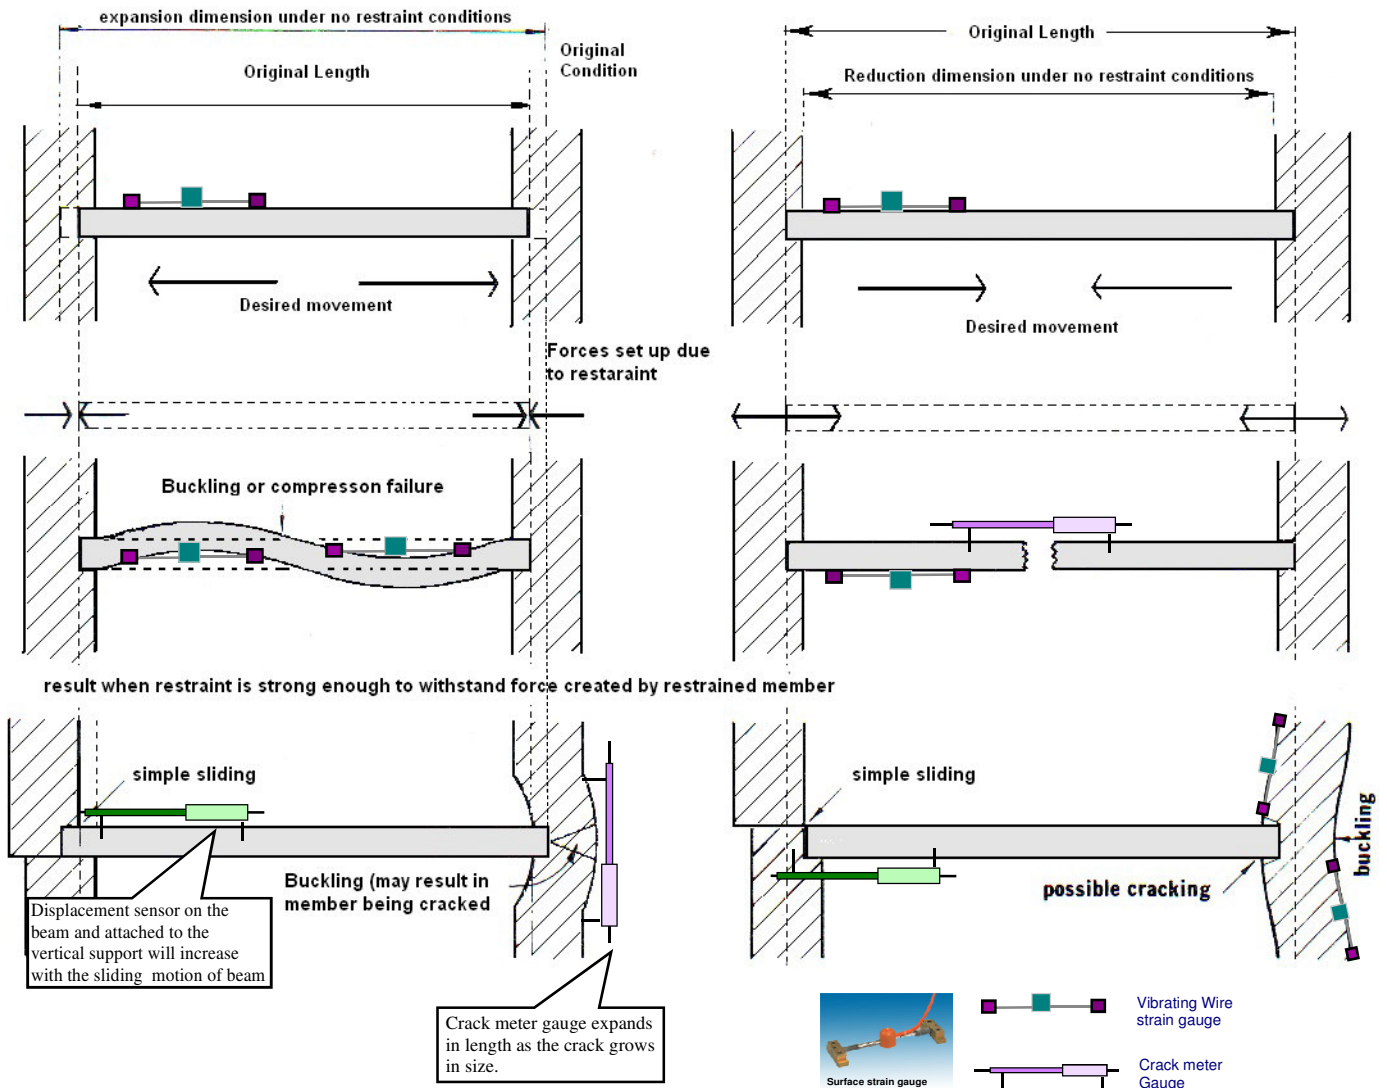 expansion dimension under no restraint conditions
Original
Condition
Original Length
Desired movement
Original Length
Reduction dimension under no restraint conditions
Desired movement
Forces set up due
to restaraint
Buckling or compresson failure
result when restraint is strong enough to withstand force created by restrained member
simple sliding
Buckling (may result in
member being cracked
Displacement sensor on the
beam and attached to the
vertical support will increase
with the sliding motion of beam
Crack meter gauge expands
in length as the crack grows
in size.
simple sliding
possible cracking
buckling
Surface strain gauge
Vibrating Wire
strain gauge
Crack meter
Gauge